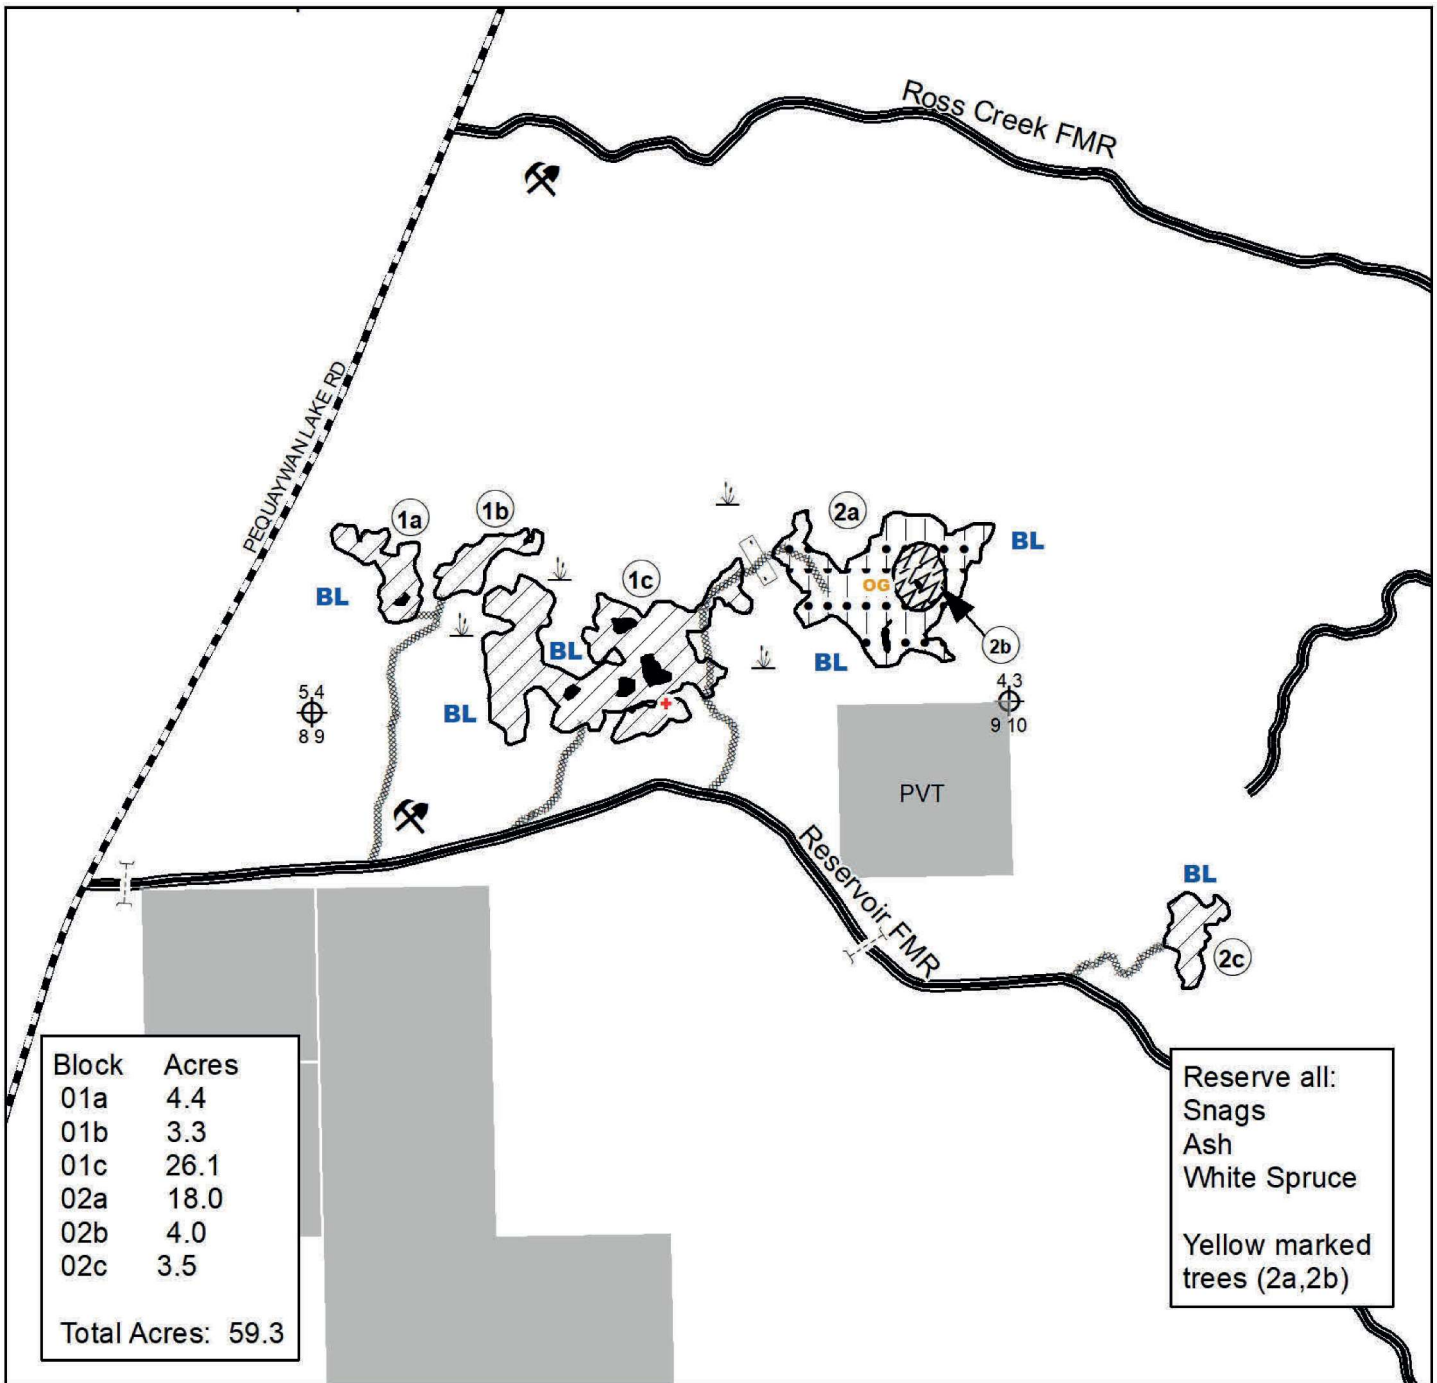 Ross Creek FMR
PEQUAYWAN LAKE RD
1a
1b
1c
2a
BL
BL
OG
BL
BL
2b
BL
5 4
8 9
4 3
9 10
PVT
Reservoir FMR
BL
2c
Block Acres
01a 4.4
01b 3.3
01c 26.1
02a 18.0
02b 4.0
02c 3.5
Total Acres: 59.3
Reserve all:
Snags
Ash
White Spruce
Yellow marked
trees (2a,2b)
BL